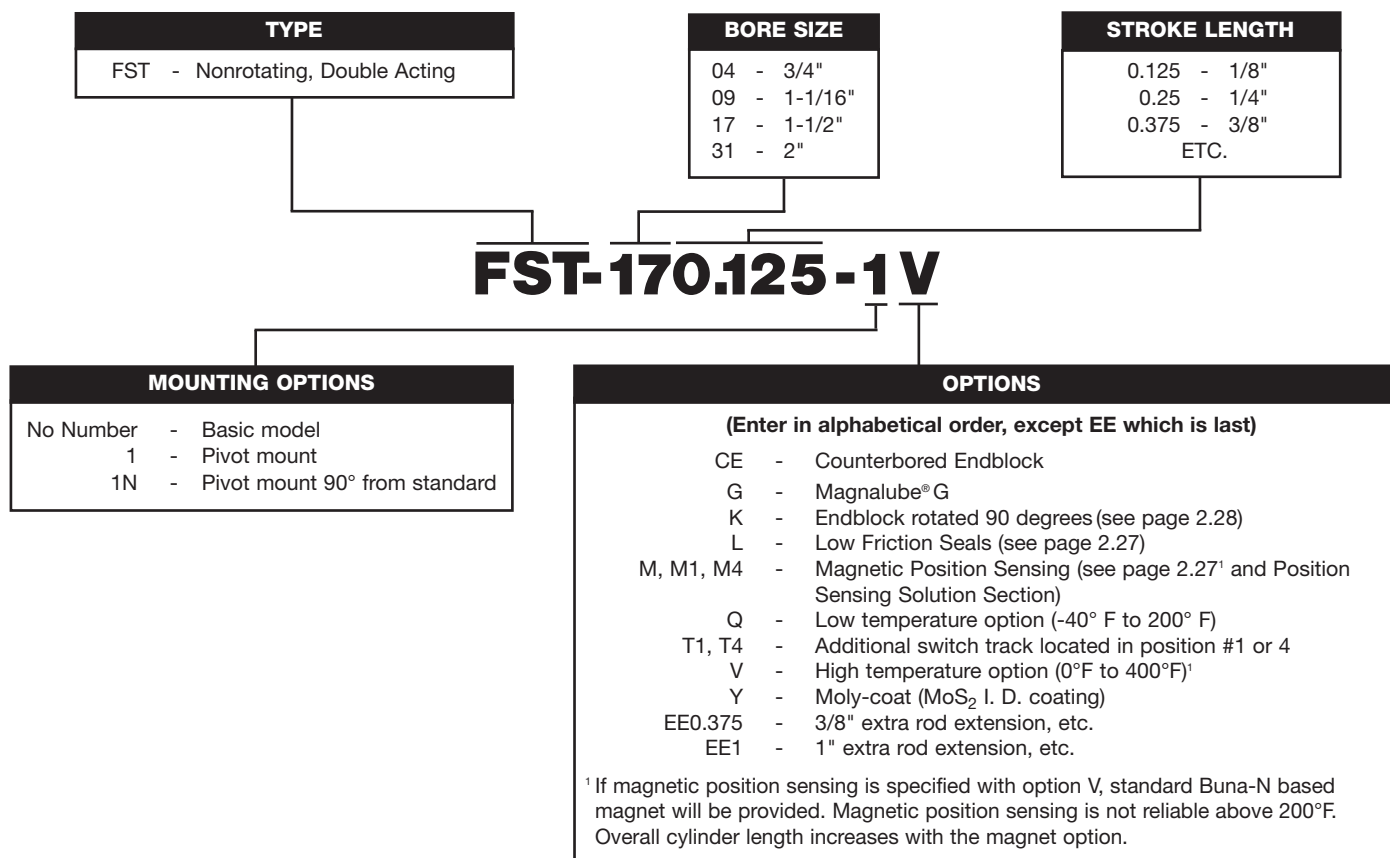 TYPE
FST - Nonrotating, Double Acting
BORE SIZE
04 - 3/4"
09 - 1-1/16"
17 - 1-1/2"
31 - 2"
STROKE LENGTH
0.125 - 1/8"
0.25 - 1/4"
0.375 - 3/8"
ETC.
FST-170.125-1V
MOUNTING OPTIONS
No Number - Basic model
1 - Pivot mount
1N - Pivot mount 90° from standard
OPTIONS
(Enter in alphabetical order, except EE which is last)
CE - Counterbored Endblock
G - Magnalube® G
K - Endblock rotated 90 degrees (see page 2.28)
L - Low Friction Seals (see page 2.27)
M, M1, M4 - Magnetic Position Sensing (see page 2.27¹ and Position
Sensing Solution Section)
Q - Low temperature option (-40° F to 200° F)
T1, T4 - Additional switch track located in position #1 or 4
V - High temperature option (0°F to 400°F)¹
Y - Moly-coat (MoS₂ I. D. coating)
EE0.375 - 3/8" extra rod extension, etc.
EE1 - 1" extra rod extension, etc.
¹ If magnetic position sensing is specified with option V, standard Buna-N based
magnet will be provided. Magnetic position sensing is not reliable above 200°F.
Overall cylinder length increases with the magnet option.